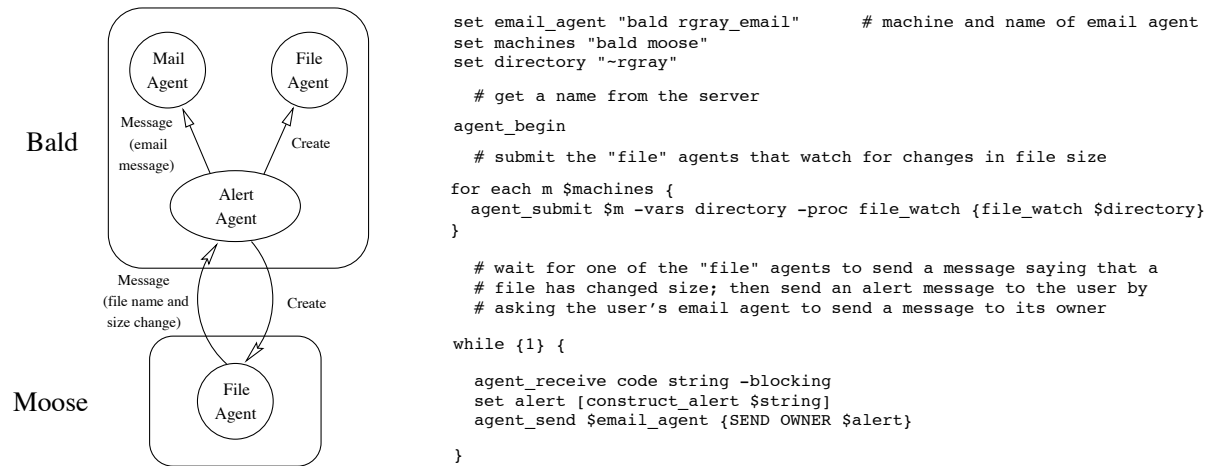 Bald
Mail
Agent
File
Agent
Message
(email
message)
Create
Alert
Agent
Message
(file name and
size change)
Create
Moose
File
Agent
set email_agent "bald rgray_email"      # machine and name of email agent
set machines "bald moose"
set directory "~rgray"
# get a name from the server
agent_begin
# submit the "file" agents that watch for changes in file size
for each m $machines {
agent_submit $m -vars directory -proc file_watch {file_watch $directory}
}
# wait for one of the "file" agents to send a message saying that a
# file has changed size; then send an alert message to the user by
# asking the user's email agent to send a message to its owner
while {1} {
agent_receive code string -blocking
set alert [construct_alert $string]
agent_send $email_agent {SEND OWNER $alert}
}